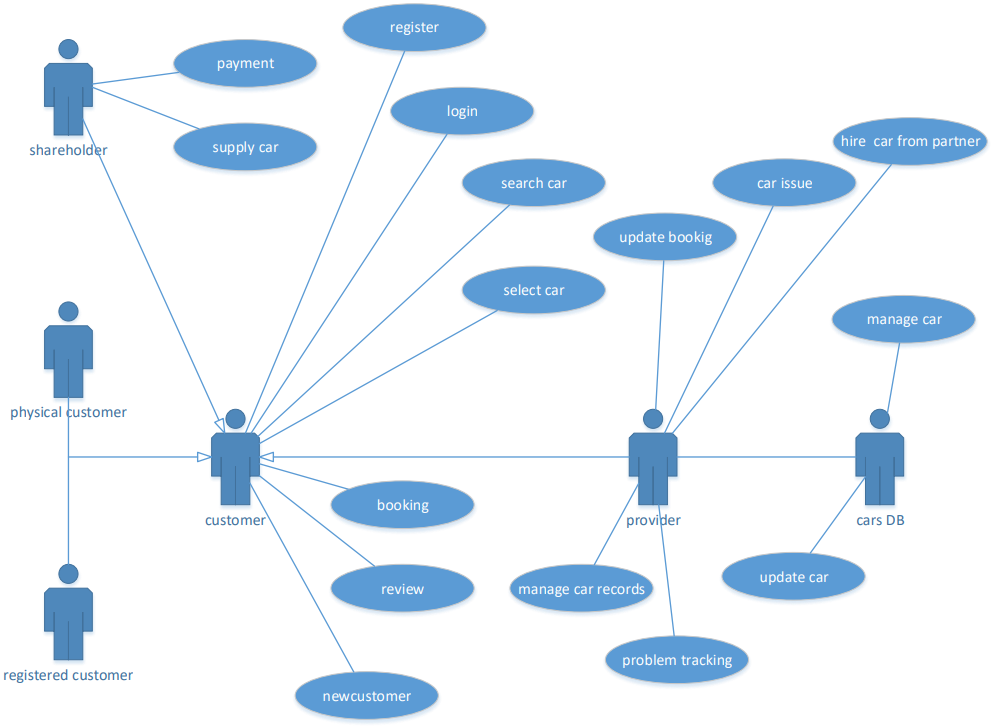 register
payment
login
hire  car from partner
supply car
shareholder
search car
car issue
update bookig
select car
manage car
physical customer
booking
customer
provider
cars DB
update car
review
manage car records
problem tracking
registered customer
newcustomer